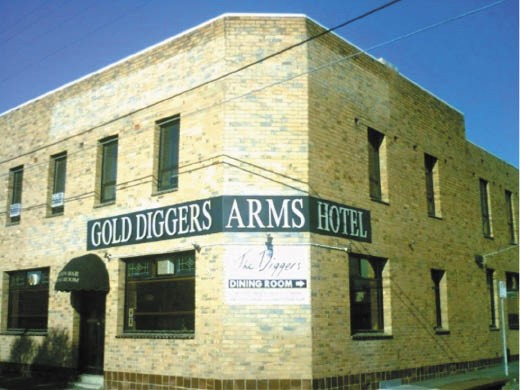 GOLD DIGGERS ARMS HOTEL
The Diggers
DINING ROOM